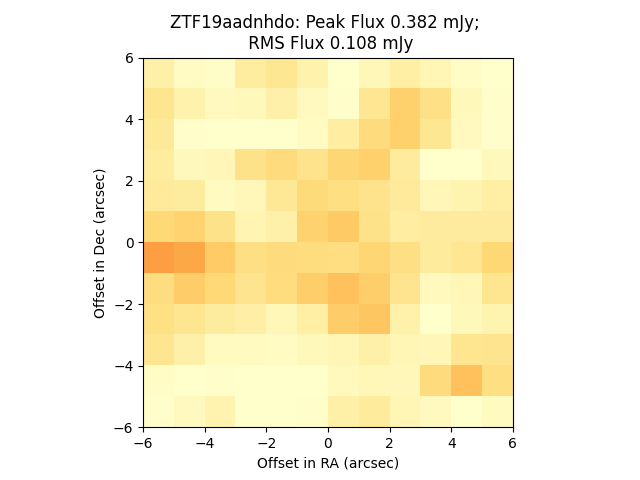 ZTF19aadnhdo: Peak Flux 0.382 mJy;
RMS Flux 0.108 mJy
6
4
2
0
−2
−4
−6
Offset in Dec (arcsec)
−6 −4 −2 0 2 4 6
Offset in RA (arcsec)